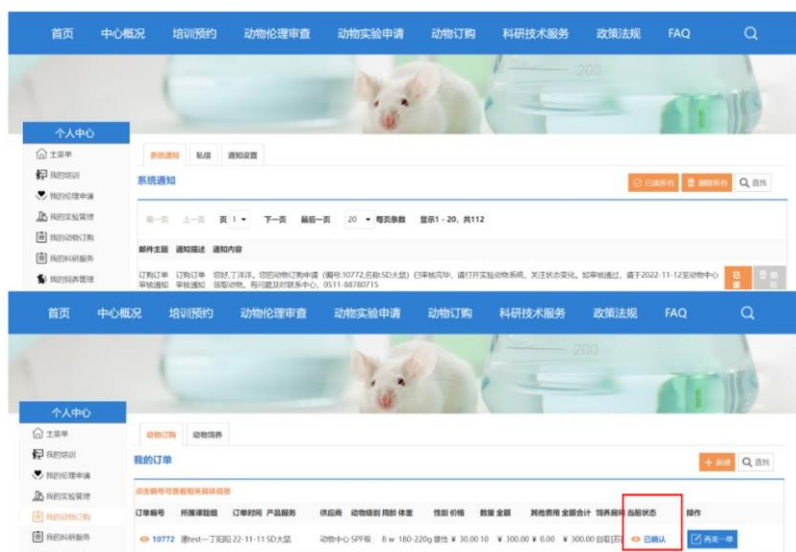 首页 中心概况 培训预约 动物伦理审查 动物实验申请 动物订购 科研技术服务 政策法规 FAQ
200
个人中心
主菜单
系统通知 私信 通知设置
我的培训
系统通知
已读所有 删除所有 查找
我的伦理申请
我的实验管理
第一页 上一页 页 1 下一页 最后一页 20 每页条数 显示1 - 20，共112
我的动物订购
邮件主题 通知描述 通知内容
我的科研服务
我的饲养管理
订购订单审核通知 订购订单审核通知 您好,丁洋洋，您的动物订购申请（编号:10772,名称:SD大鼠）已审核完毕，请打开实验动物系统，关注状态变化。如审核通过，请于2022-11-12至动物中心
领取动物。有问题及时联系中心，0511-88780715
首页 中心概况 培训预约 动物伦理审查 动物实验申请 动物订购 科研技术服务 政策法规 FAQ
200
个人中心
主菜单
动物订购 动物饲养
我的培训
我的订单
新增 查找
我的伦理申请
我的实验管理
点击编号可查看相关具体信息
我的动物订购
订单编号 所属课题组 订单时间 产品服务 供应商 动物级别 周龄 体重 性别 价格 数量 金额 其他费用 金额合计 饲养房间 当前状态 操作
我的科研服务
10772 唐test—丁阳阳 22-11-11 SD大鼠 动物中心 SPF级 8 w 180-220g 雄性 ¥ 30.00 10 ¥ 300.00 ¥ 0.00 ¥ 300.00 已确认 再来一单